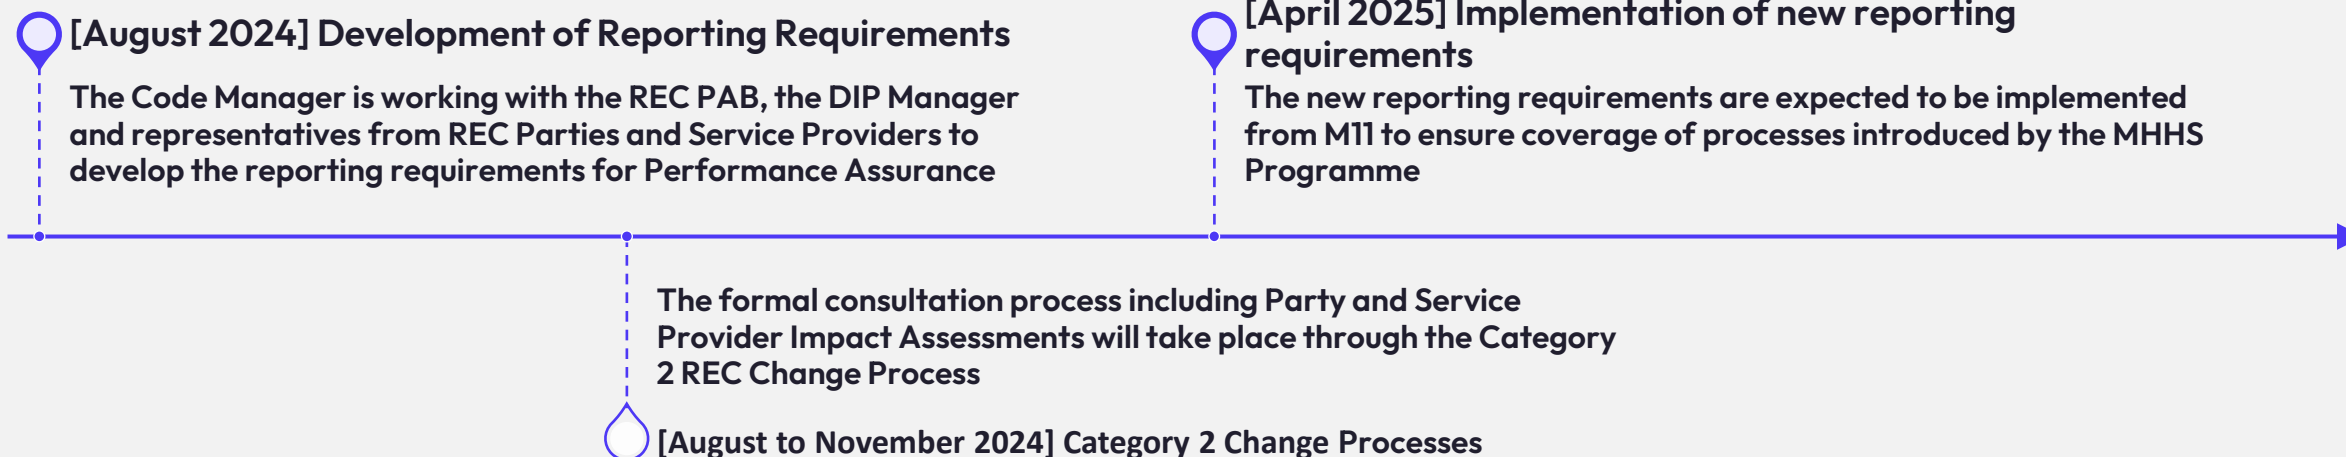 [August 2024] Development of Reporting Requirements
The Code Manager is working with the REC PAB, the DIP Manager
and representatives from REC Parties and Service Providers to
develop the reporting requirements for Performance Assurance
[April 2025] Implementation of new reporting
requirements
The new reporting requirements are expected to be implemented
from M11 to ensure coverage of processes introduced by the MHHS
Programme
The formal consultation process including Party and Service
Provider Impact Assessments will take place through the Category
2 REC Change Process
[August to November 2024] Category 2 Change Processes